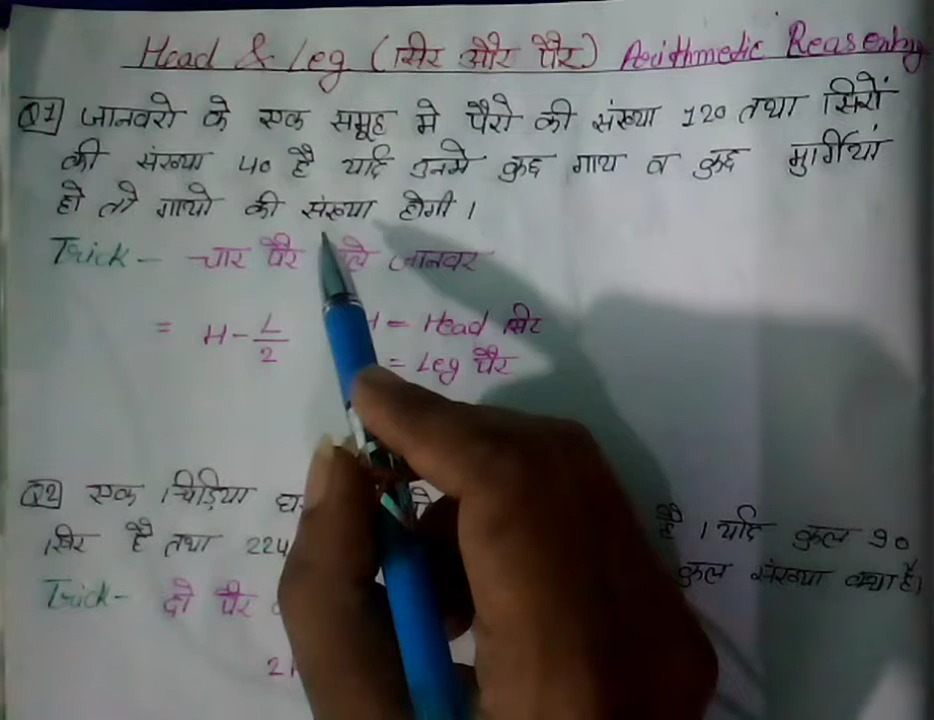 Head & Leg (सिर और पैर) Arithmedic Reasoning
Q1 जानवरो के एक समूह मे पैरो की संख्या 120 तथा सिरों
की संख्या 40 है यदि उनमे कुछ गाय व कुछ मुर्गियां
हो तो गायो की संख्या होगी।
Trick - चार पैर वाले जानवर
= H - L/2 H = Head सिर
= Leg पैर
Q2 एक चिड़िया है । यदि कुल 90
सिर है तथा 224 कुल संख्या क्या है।
Trick - दो पैर